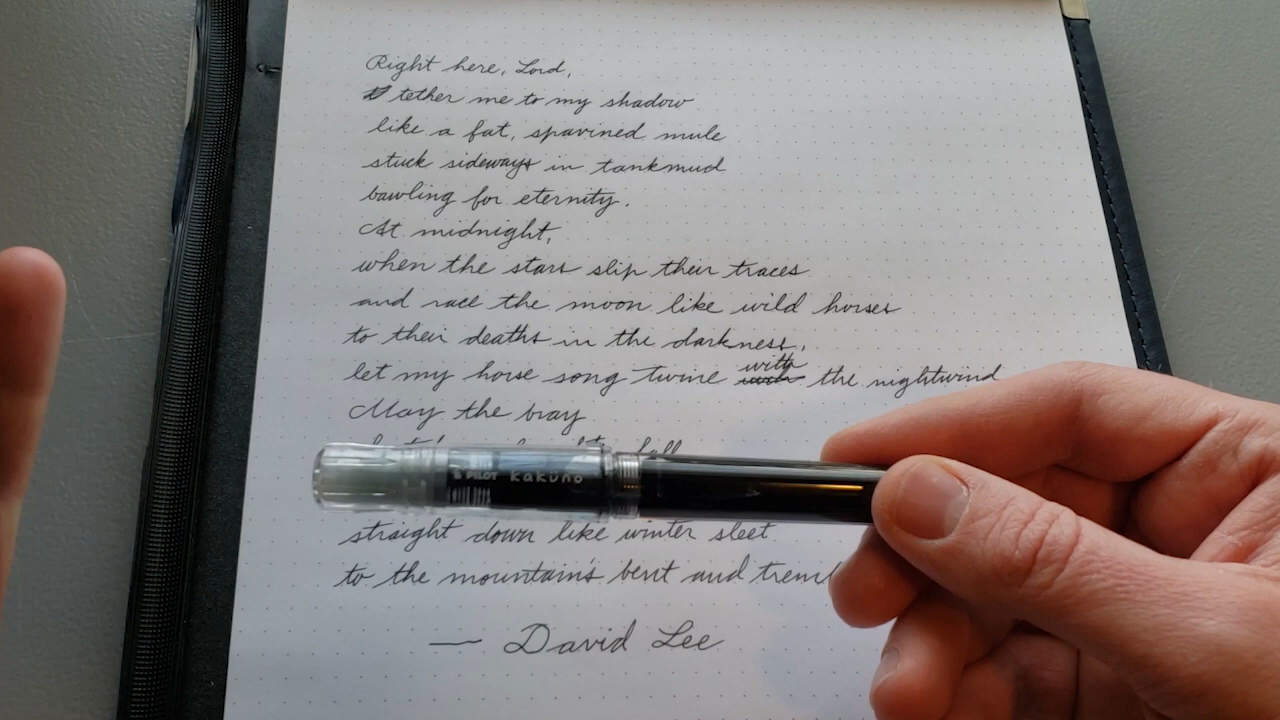 Right here, Lord,
tether me to my shadow
like a fat, spavined mule
stuck sideways in tankmud
bawling for eternity.
At midnight,
when the stars slip their traces
and race the moon like wild horses
to their deaths in the darkness,
let my horse song twine with the nightwind
May the bray
fall
PILOT kakuno
straight down like winter sleet
to the mountain's bent and
— David Lee